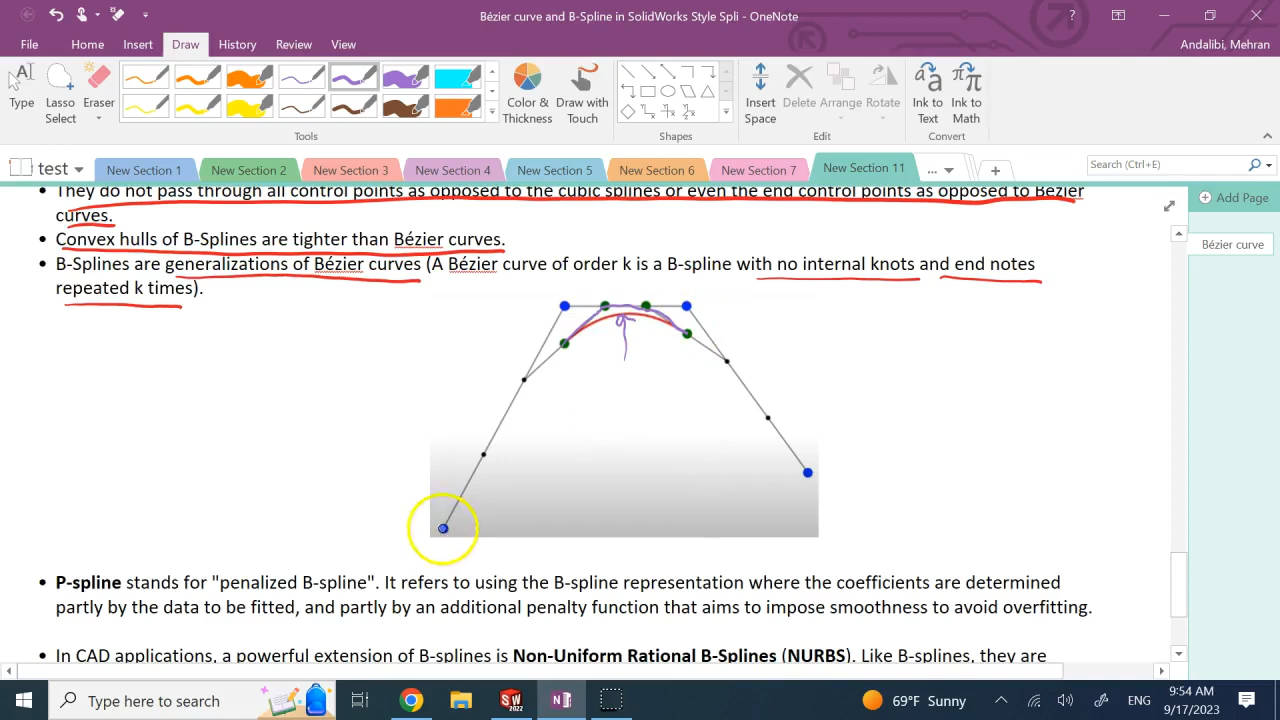 Bézier curve and B-Spline in SolidWorks Style Spli - OneNote
?
File Home Insert Draw History Review View
Andalibi, Mehran
Type
Lasso Select
Eraser
Color & Thickness
Draw with Touch
Insert Space
Delete
Arrange
Rotate
Ink to Text
Ink to Math
Tools
Shapes
Edit
Convert
test
New Section 1
New Section 2
New Section 3
New Section 4
New Section 5
New Section 6
New Section 7
New Section 11
...
Search (Ctrl+E)
Add Page
Bézier curve
• They do not pass through all control points as opposed to the cubic splines or even the end control points as opposed to Bézier
curves.
• Convex hulls of B-Splines are tighter than Bézier curves.
• B-Splines are generalizations of Bézier curves (A Bézier curve of order k is a B-spline with no internal knots and end notes
repeated k times).
• P-spline stands for "penalized B-spline". It refers to using the B-spline representation where the coefficients are determined
partly by the data to be fitted, and partly by an additional penalty function that aims to impose smoothness to avoid overfitting.
• In CAD applications, a powerful extension of B-splines is Non-Uniform Rational B-Splines (NURBS). Like B-splines, they are
Type here to search
SW 2022
N
69°F Sunny
ENG
9:54 AM
9/17/2023